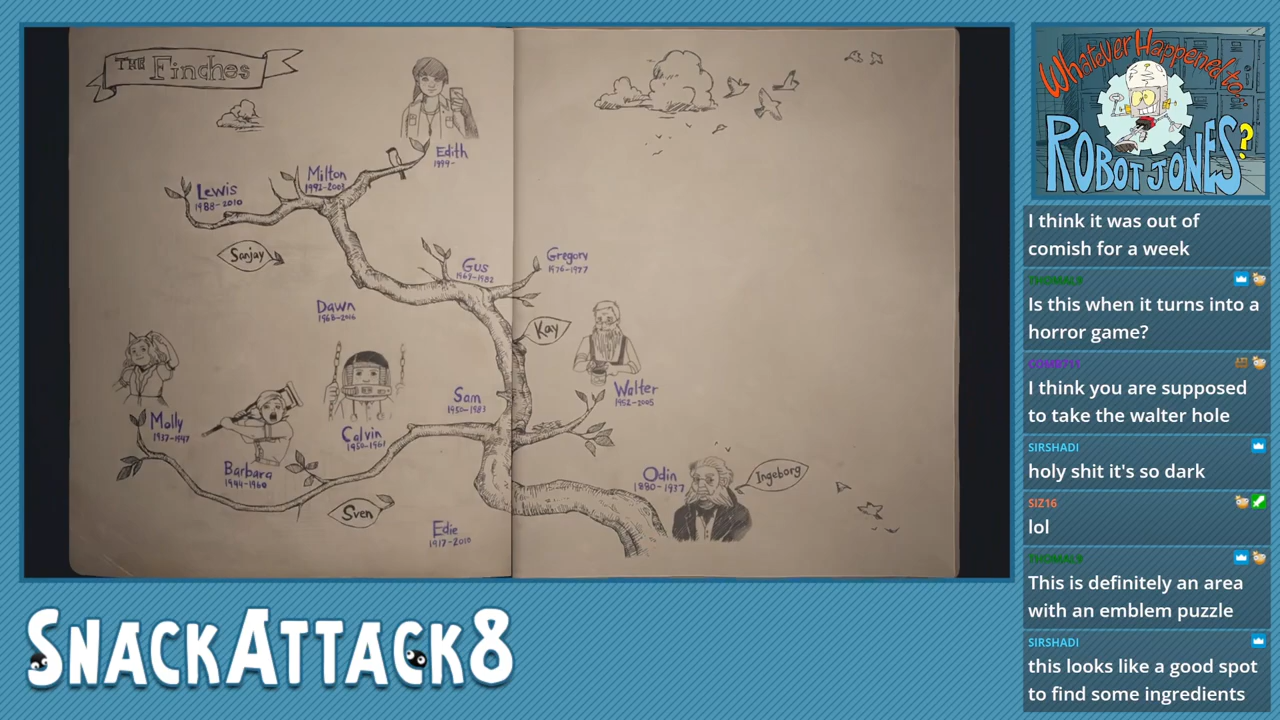 THE Finches
Edith
1999-
Milton
1992-2003
Lewis
1988-2010
Sanjay
Gus
1969-1982
Gregory
1976-1977
Dawn
1968-2016
Kay
Walter
1952-2005
Sam
1950-1983
Calvin
1950-1961
Molly
1937-1947
Barbara
1944-1960
Sven
Edie
1917-2010
Odin
1880-1937
Ingeborg
SNACKATTACK8
Whatever Happened to...
ROBOT JONES?
I think it was out of
comish for a week
Is this when it turns into a
horror game?
I think you are supposed
to take the walter hole
SIRSHADI
holy shit it's so dark
SIZ16
lol
This is definitely an area
with an emblem puzzle
SIRSHADI
this looks like a good spot
to find some ingredients